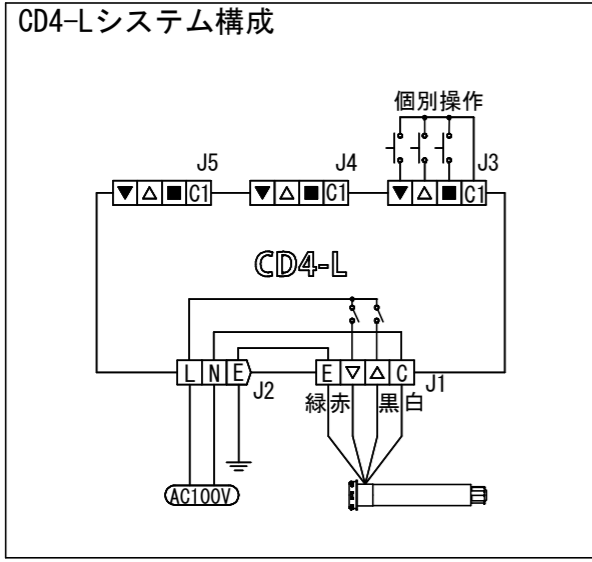 CD4-Lシステム構成
個別操作
J5 J4 J3
▼△■C1 ▼△■C1 ▼△■C1
CD4-L
LNE J2 E▽△C J1
緑赤 黒白
AC100V